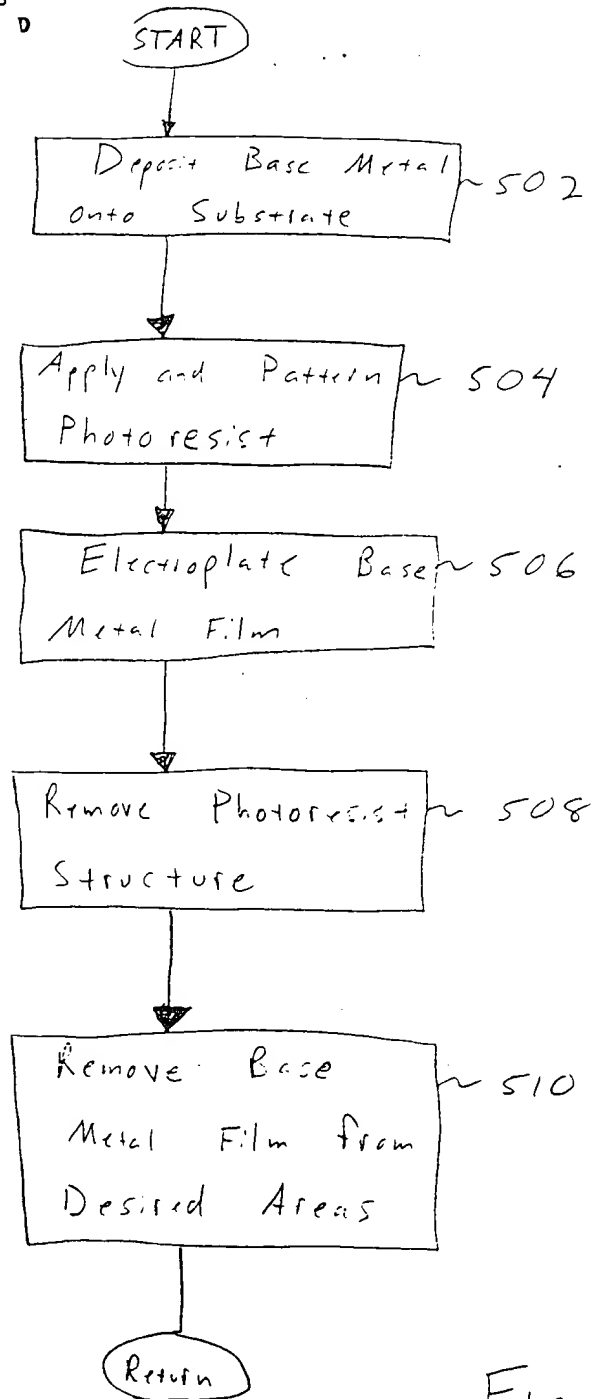 D
START
Deposit Base Metal
onto Substrate
502
Apply and Pattern
Photoresist
504
Electroplate Base
Metal Film
506
Remove Photoresist
Structure
508
Remove Base
Metal Film from
Desired Areas
510
Return